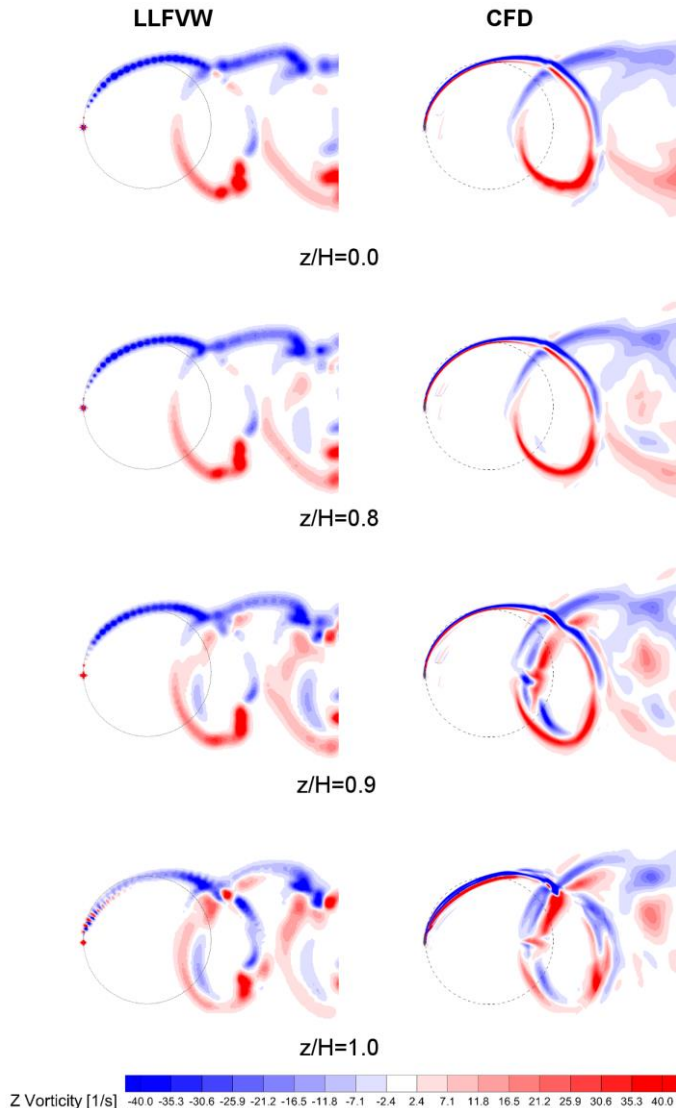 LLFVW CFD
z/H=0.0
z/H=0.8
z/H=0.9
z/H=1.0
Z Vorticity [1/s] -40.0 -35.3 -30.6 -25.9 -21.2 -16.5 -11.8 -7.1 -2.4 2.4 7.1 11.8 16.5 21.2 25.9 30.6 35.3 40.0